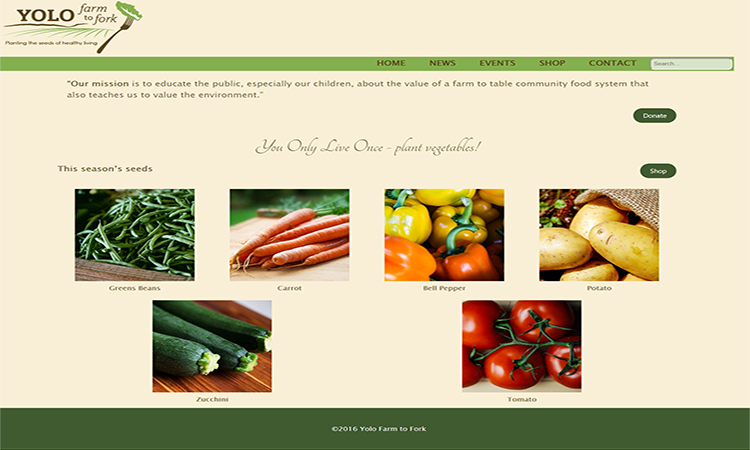 YOLO farm to fork
Planting the seeds of healthy living
HOME NEWS EVENTS SHOP CONTACT Search...
"Our mission is to educate the public, especially our children, about the value of a farm to table community food system that
also teaches us to value the environment."
Donate
You Only Live Once - plant vegetables!
This season's seeds
Shop
Greens Beans Carrot Bell Pepper Potato
Zucchini Tomato
©2016 Yolo Farm to Fork